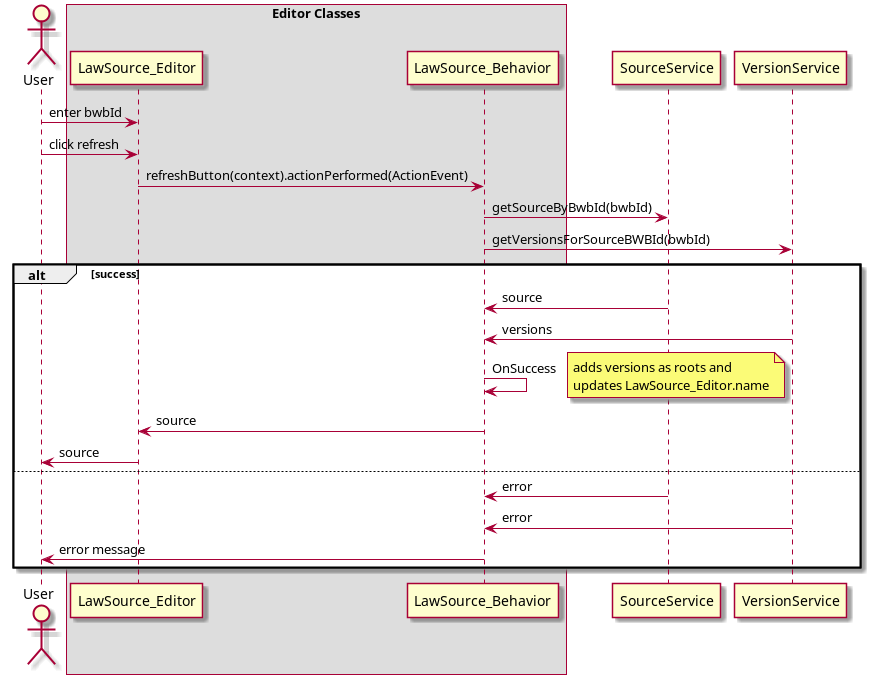 Editor Classes
User
LawSource_Editor
LawSource_Behavior
SourceService
VersionService
enter bwbId
click refresh
refreshButton(context).actionPerformed(ActionEvent)
getSourceByBwbId(bwbId)
getVersionsForSourceBWBId(bwbId)
alt
[success]
source
versions
OnSuccess
adds versions as roots and
updates LawSource_Editor.name
source
source
error
error
error message
User
LawSource_Editor
LawSource_Behavior
SourceService
VersionService